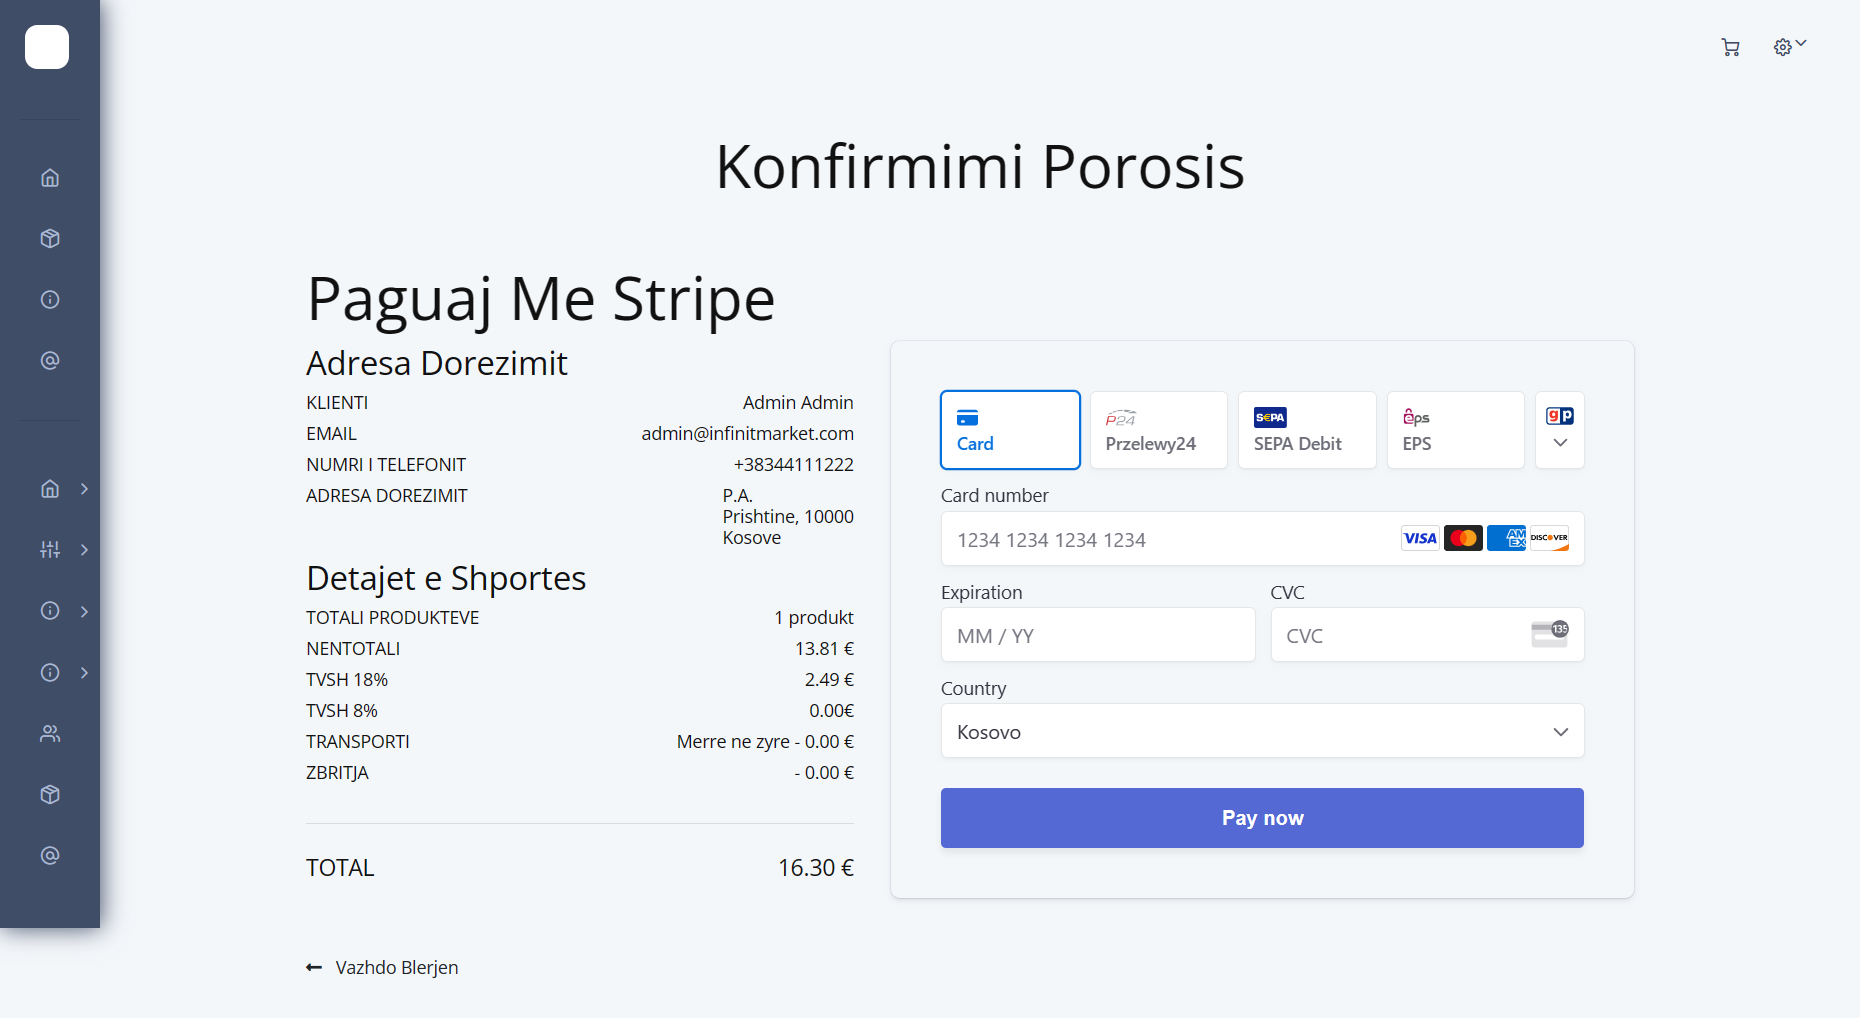 Konfirmimi Porosis
Paguaj Me Stripe
Adresa Dorezimit
KLIENTI Admin Admin
EMAIL admin@infinitmarket.com
NUMRI I TELEFONIT +38344111222
ADRESA DOREZIMIT P.A.
Prishtine, 10000
Kosove
Detajet e Shportes
TOTALI PRODUKTEVE 1 produkt
NENTOTALI 13.81 €
TVSH 18% 2.49 €
TVSH 8% 0.00€
TRANSPORTI Merre ne zyre - 0.00 €
ZBRITJA - 0.00 €
TOTAL 16.30 €
Vazhdo Blerjen
P24 SEPA eps gp
Card Przelewy24 SEPA Debit EPS
Card number
1234 1234 1234 1234 VISA AMEX DISCOVER
Expiration CVC
MM / YY CVC 135
Country
Kosovo
Pay now